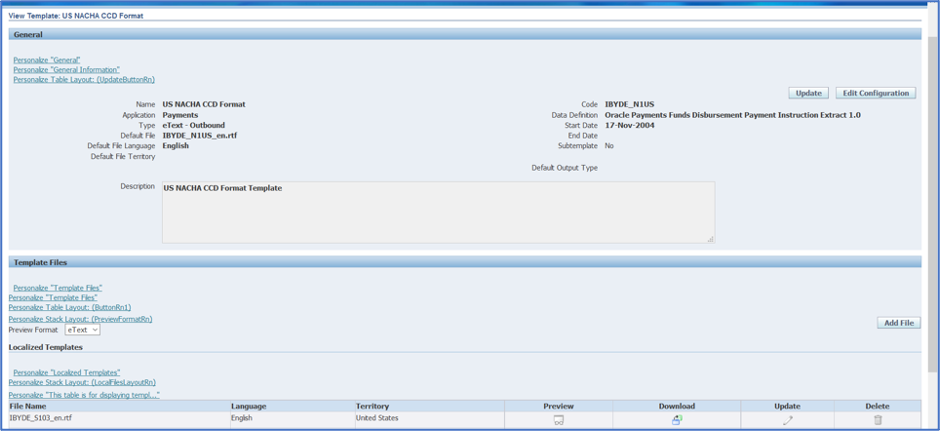 View Template: US NACHA CCD Format
General
Personalize "General"
Personalize "General Information"
Personalize Table Layout: (UpdateButtonRn)
Update Edit Configuration
Name US NACHA CCD Format Code IBYDE_N1US
Application Payments Data Definition Oracle Payments Funds Disbursement Payment Instruction Extract 1.0
Type eText - Outbound Start Date 17-Nov-2004
Default File IBYDE_N1US_en.rtf End Date
Default File Language English Subtemplate No
Default File Territory
Default Output Type
Description US NACHA CCD Format Template
Template Files
Personalize "Template Files"
Personalize "Template Files"
Personalize Table Layout: (ButtonRn1)
Personalize Stack Layout: (PreviewFormatRn)
Preview Format eText Add File
Localized Templates
Personalize "Localized Templates"
Personalize Stack Layout: (LocalFilesLayoutRn)
Personalize "This table is for displaying templ..."
File Name Language Territory Preview Download Update Delete
IBYDE_S103_en.rtf English United States